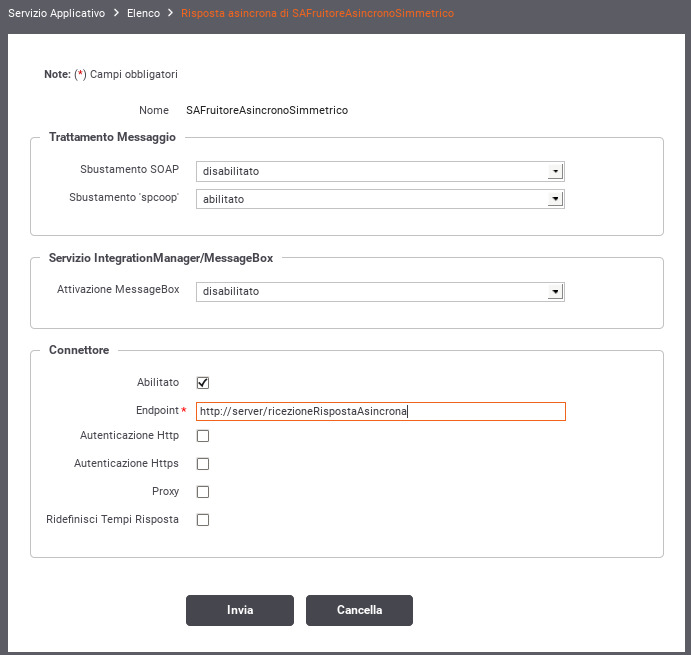 Servizio Applicativo > Elenco > Risposta asincrona di SAFruitoreAsincronoSimmetrico
Note: (*) Campi obbligatori
Nome SAFruitoreAsincronoSimmetrico
Trattamento Messaggio
Sbustamento SOAP disabilitato
Sbustamento 'spcoop' abilitato
Servizio IntegrationManager/MessageBox
Attivazione MessageBox disabilitato
Connettore
Abilitato
Endpoint * http://server/ricezioneRispostaAsincrona
Autenticazione Http
Autenticazione Https
Proxy
Ridefinisci Tempi Risposta
Invia Cancella